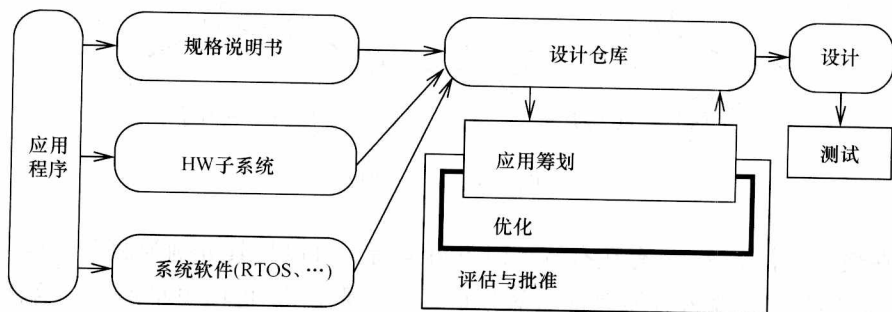 规格说明书
设计仓库
设计
应用
程序
HW子系统
应用筹划
测试
优化
系统软件(RTOS、…)
评估与批准